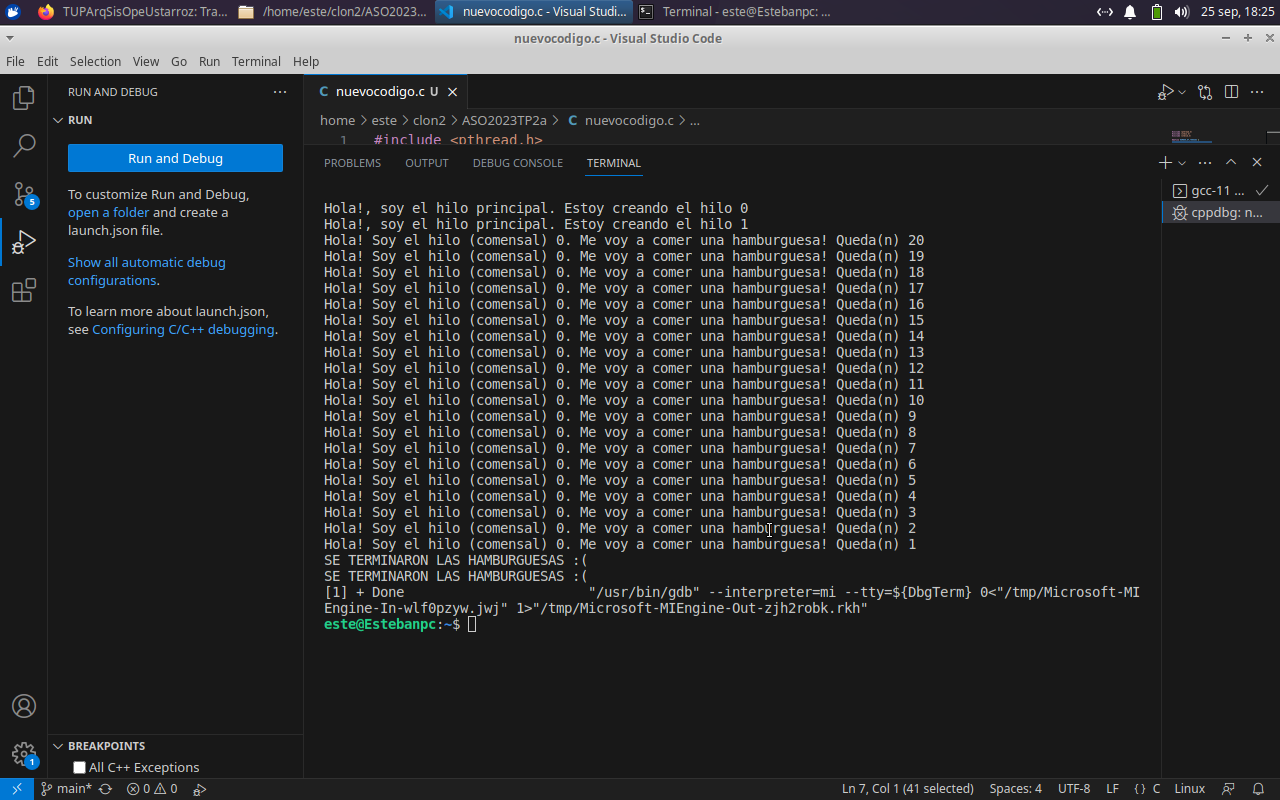 TUPArqSisOpeUstarroz: Tra...
/home/este/clon2/ASO2023...
nuevocodigo.c - Visual Studi...
Terminal - este@Estebanpc: ...
25 sep, 18:25
nuevocodigo.c - Visual Studio Code
File Edit Selection View Go Run Terminal Help
RUN AND DEBUG
RUN
Run and Debug
To customize Run and Debug,
open a folder and create a
launch.json file.
Show all automatic debug
configurations.
To learn more about launch.json,
see Configuring C/C++ debugging.
5
1
BREAKPOINTS
All C++ Exceptions
C nuevocodigo.c U
home > este > clon2 > ASO2023TP2a > C nuevocodigo.c > ...
1 #include <pthread.h>
PROBLEMS OUTPUT DEBUG CONSOLE TERMINAL
gcc-11 ...
cppdbg: n...
Hola!, soy el hilo principal. Estoy creando el hilo 0
Hola!, soy el hilo principal. Estoy creando el hilo 1
Hola! Soy el hilo (comensal) 0. Me voy a comer una hamburguesa! Queda(n) 20
Hola! Soy el hilo (comensal) 0. Me voy a comer una hamburguesa! Queda(n) 19
Hola! Soy el hilo (comensal) 0. Me voy a comer una hamburguesa! Queda(n) 18
Hola! Soy el hilo (comensal) 0. Me voy a comer una hamburguesa! Queda(n) 17
Hola! Soy el hilo (comensal) 0. Me voy a comer una hamburguesa! Queda(n) 16
Hola! Soy el hilo (comensal) 0. Me voy a comer una hamburguesa! Queda(n) 15
Hola! Soy el hilo (comensal) 0. Me voy a comer una hamburguesa! Queda(n) 14
Hola! Soy el hilo (comensal) 0. Me voy a comer una hamburguesa! Queda(n) 13
Hola! Soy el hilo (comensal) 0. Me voy a comer una hamburguesa! Queda(n) 12
Hola! Soy el hilo (comensal) 0. Me voy a comer una hamburguesa! Queda(n) 11
Hola! Soy el hilo (comensal) 0. Me voy a comer una hamburguesa! Queda(n) 10
Hola! Soy el hilo (comensal) 0. Me voy a comer una hamburguesa! Queda(n) 9
Hola! Soy el hilo (comensal) 0. Me voy a comer una hamburguesa! Queda(n) 8
Hola! Soy el hilo (comensal) 0. Me voy a comer una hamburguesa! Queda(n) 7
Hola! Soy el hilo (comensal) 0. Me voy a comer una hamburguesa! Queda(n) 6
Hola! Soy el hilo (comensal) 0. Me voy a comer una hamburguesa! Queda(n) 5
Hola! Soy el hilo (comensal) 0. Me voy a comer una hamburguesa! Queda(n) 4
Hola! Soy el hilo (comensal) 0. Me voy a comer una hamburguesa! Queda(n) 3
Hola! Soy el hilo (comensal) 0. Me voy a comer una hamburguesa! Queda(n) 2
Hola! Soy el hilo (comensal) 0. Me voy a comer una hamburguesa! Queda(n) 1
SE TERMINARON LAS HAMBURGUESAS :(
SE TERMINARON LAS HAMBURGUESAS :(
[1] + Done "/usr/bin/gdb" --interpreter=mi --tty=${DbgTerm} 0<"/tmp/Microsoft-MI
Engine-In-wlf0pzyw.jwj" 1>"/tmp/Microsoft-MIEngine-Out-zjh2robk.rkh"
este@Estebanpc:~$
main* 0 0 Ln 7, Col 1 (41 selected) Spaces: 4 UTF-8 LF {} C Linux